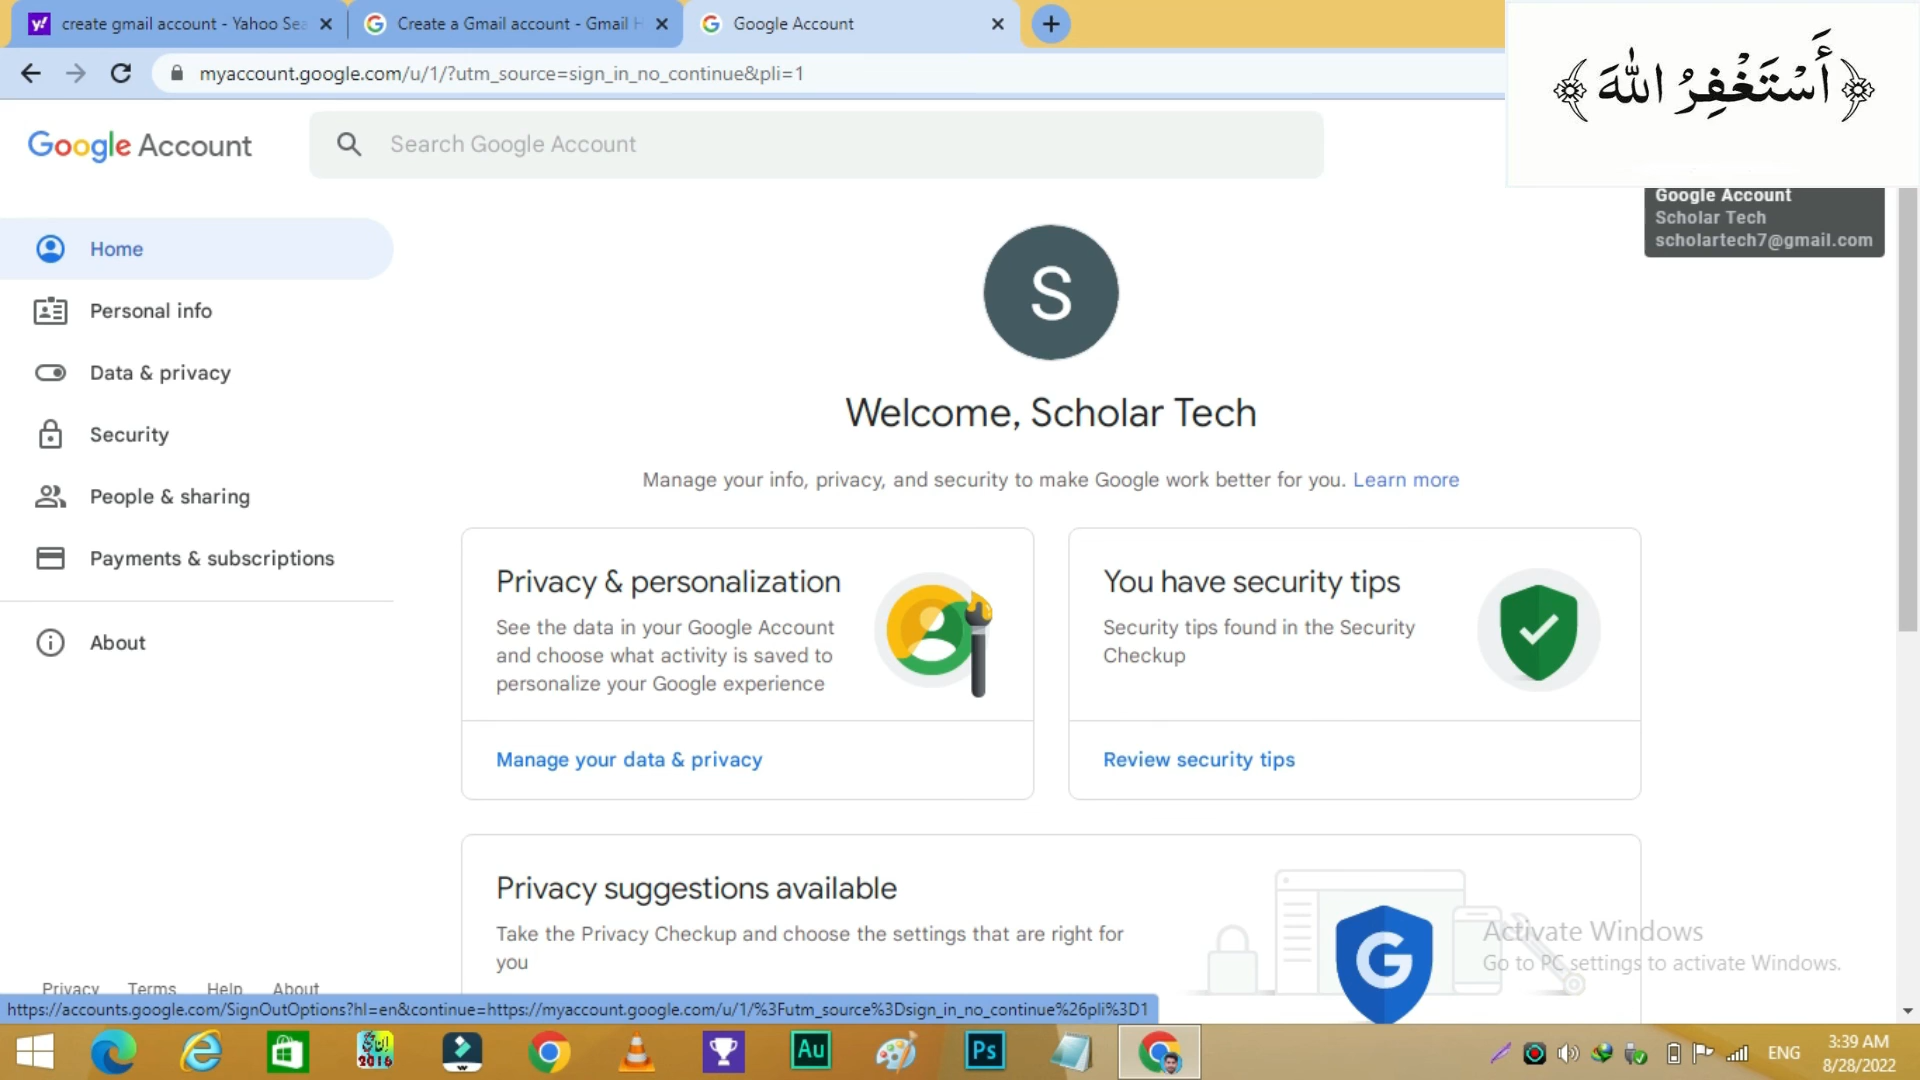 create gmail account - Yahoo Sea
Create a Gmail account - Gmail H
Google Account
myaccount.google.com/u/1/?utm_source=sign_in_no_continue&pli=1
﴿أَسْتَغْفِرُ اللّٰهَ﴾
Google Account
Search Google Account
Google Account
Scholar Tech
scholartech7@gmail.com
Home
Personal info
Data & privacy
Security
People & sharing
Payments & subscriptions
About
S
Welcome, Scholar Tech
Manage your info, privacy, and security to make Google work better for you. Learn more
Privacy & personalization
See the data in your Google Account
and choose what activity is saved to
personalize your Google experience
Manage your data & privacy
You have security tips
Security tips found in the Security
Checkup
Review security tips
Privacy suggestions available
Take the Privacy Checkup and choose the settings that are right for
you
G
Activate Windows
Go to PC settings to activate Windows.
Privacy Terms Help About
https://accounts.google.com/SignOutOptions?hl=en&continue=https://myaccount.google.com/u/1/%3Futm_source%3Dsign_in_no_continue%26pli%3D1
2016
Au
Ps
ENG
3:39 AM
8/28/2022